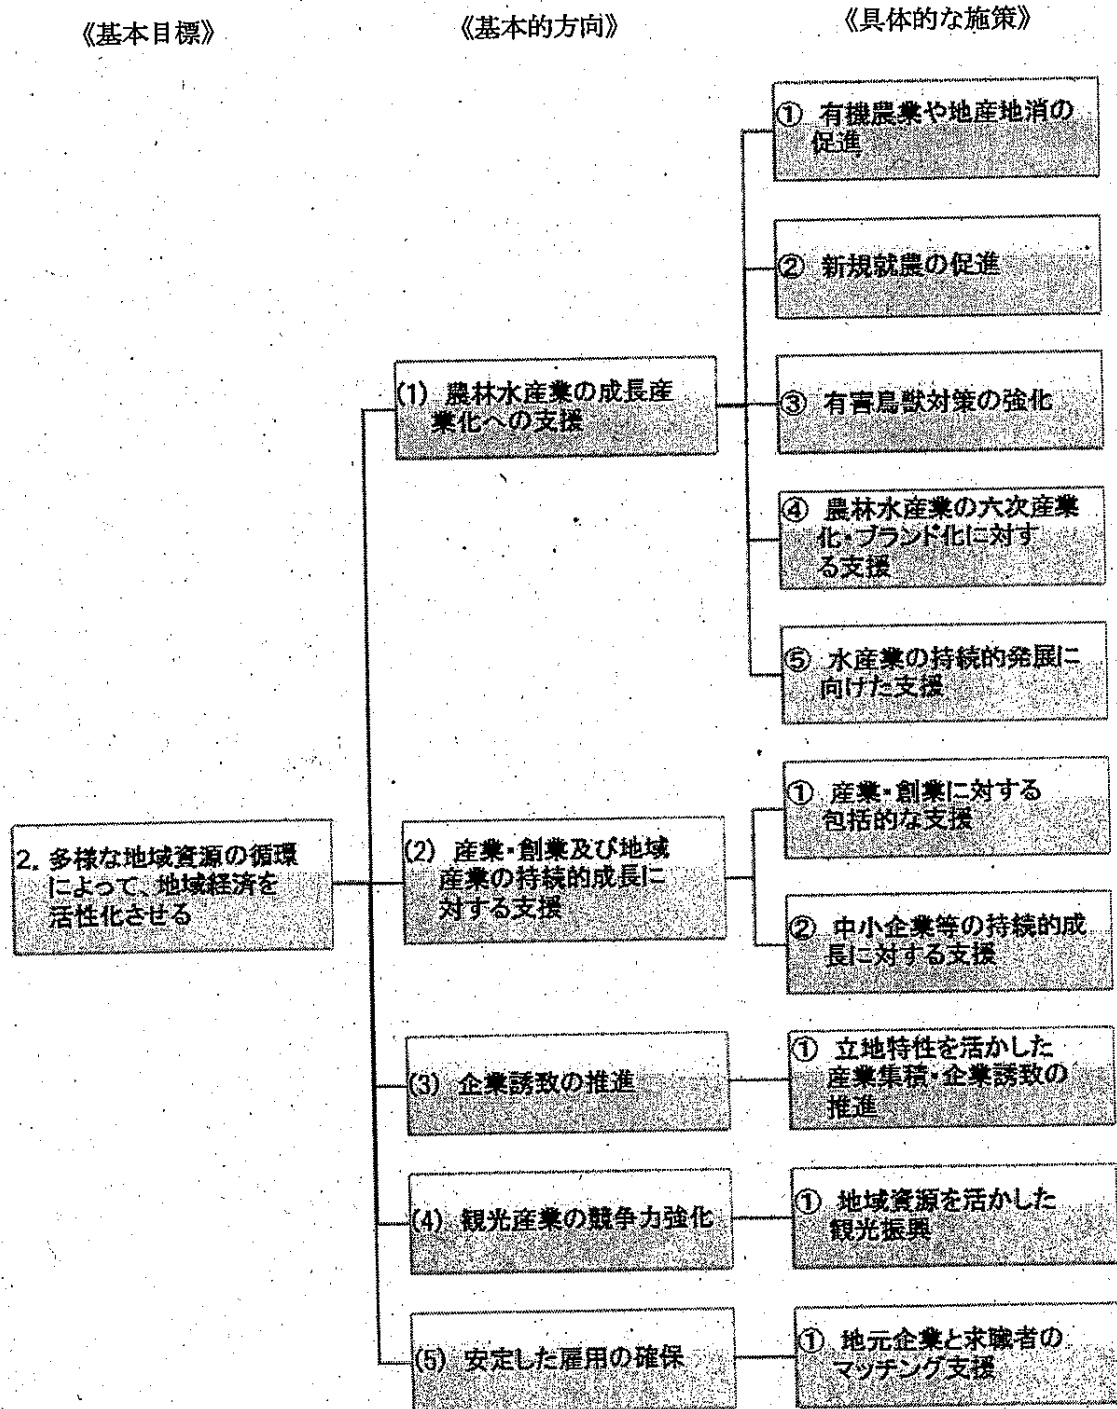 《基本目標》
《基本的方向》
《具体的な施策》
2. 多様な地域資源の循環
によって、地域経済を
活性化させる
(1) 農林水産業の成長産
業化への支援
① 有機農業や地産地消の
促進
② 新規就農の促進
③ 有害鳥獣対策の強化
④ 農林水産業の六次産業
化・ブランド化に対す
る支援
⑤ 水産業の持続的発展に
向けた支援
(2) 産業・創業及び地域
産業の持続的成長に
対する支援
① 産業・創業に対する
包括的な支援
② 中小企業等の持続的成
長に対する支援
(3) 企業誘致の推進
① 立地特性を活かした
産業集積・企業誘致の
推進
(4) 観光産業の競争力強化
① 地域資源を活かした
観光振興
(5) 安定した雇用の確保
① 地元企業と求職者の
マッチング支援